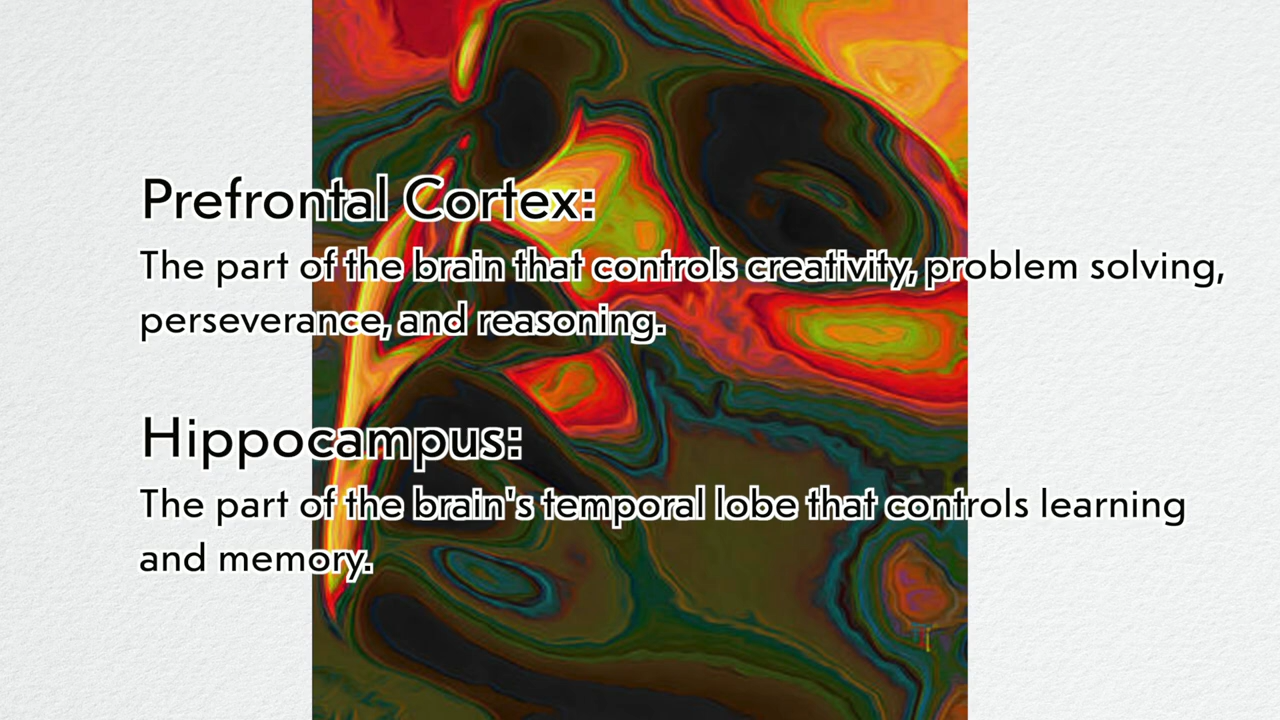 Prefrontal Cortex:
The part of the brain that controls creativity, problem solving,
perseverance, and reasoning.
Hippocampus:
The part of the brain's temporal lobe that controls learning
and memory.